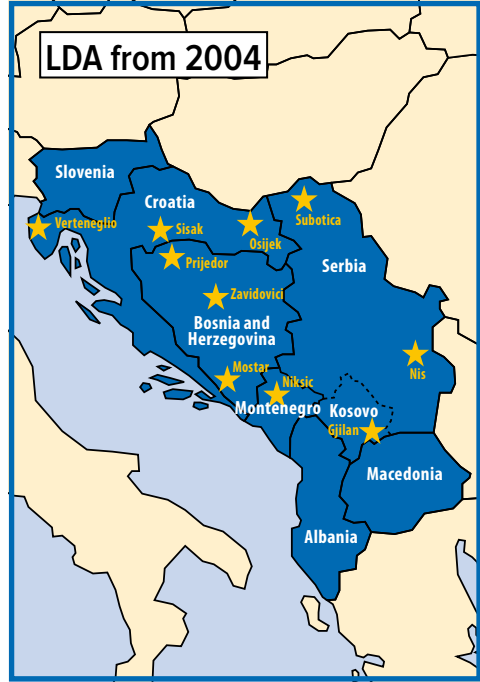 LDA from 2004
Slovenia
Croatia
Verteneglio
Sisak
Osijek
Subotica
Prijedor
Serbia
Zavidovici
Bosnia and
Herzegovina
Mostar
Niksic
Nis
Montenegro
Kosovo
Gjilan
Macedonia
Albania